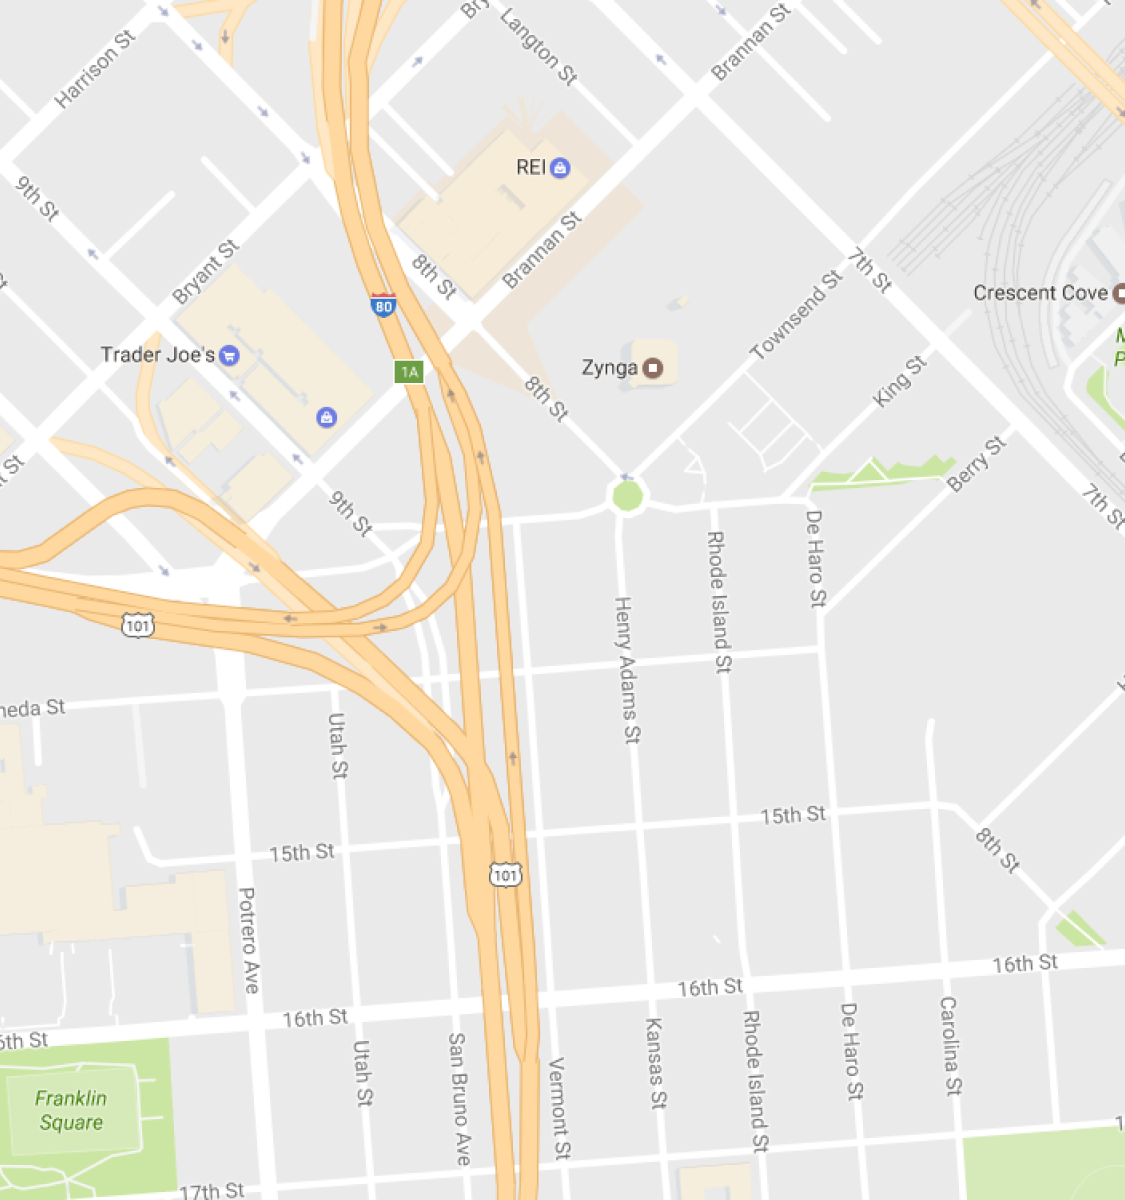 Harrison St
Langton St
Brannan St
REI
9th St
Bryant St
8th St
Brannan St
7th St
80
Crescent Cove
Townsend St
Trader Joe's
1A
Zynga
King St
8th St
Berry St
9th St
7th St
De Haro St
Rhode Island St
101
Henry Adams St
Utah St
15th St
15th St
8th St
101
Potrero Ave
16th St
16th St
16th St
Kansas St
Rhode Island St
De Haro St
Carolina St
Utah St
San Bruno Ave
Vermont St
Franklin
Square
17th St